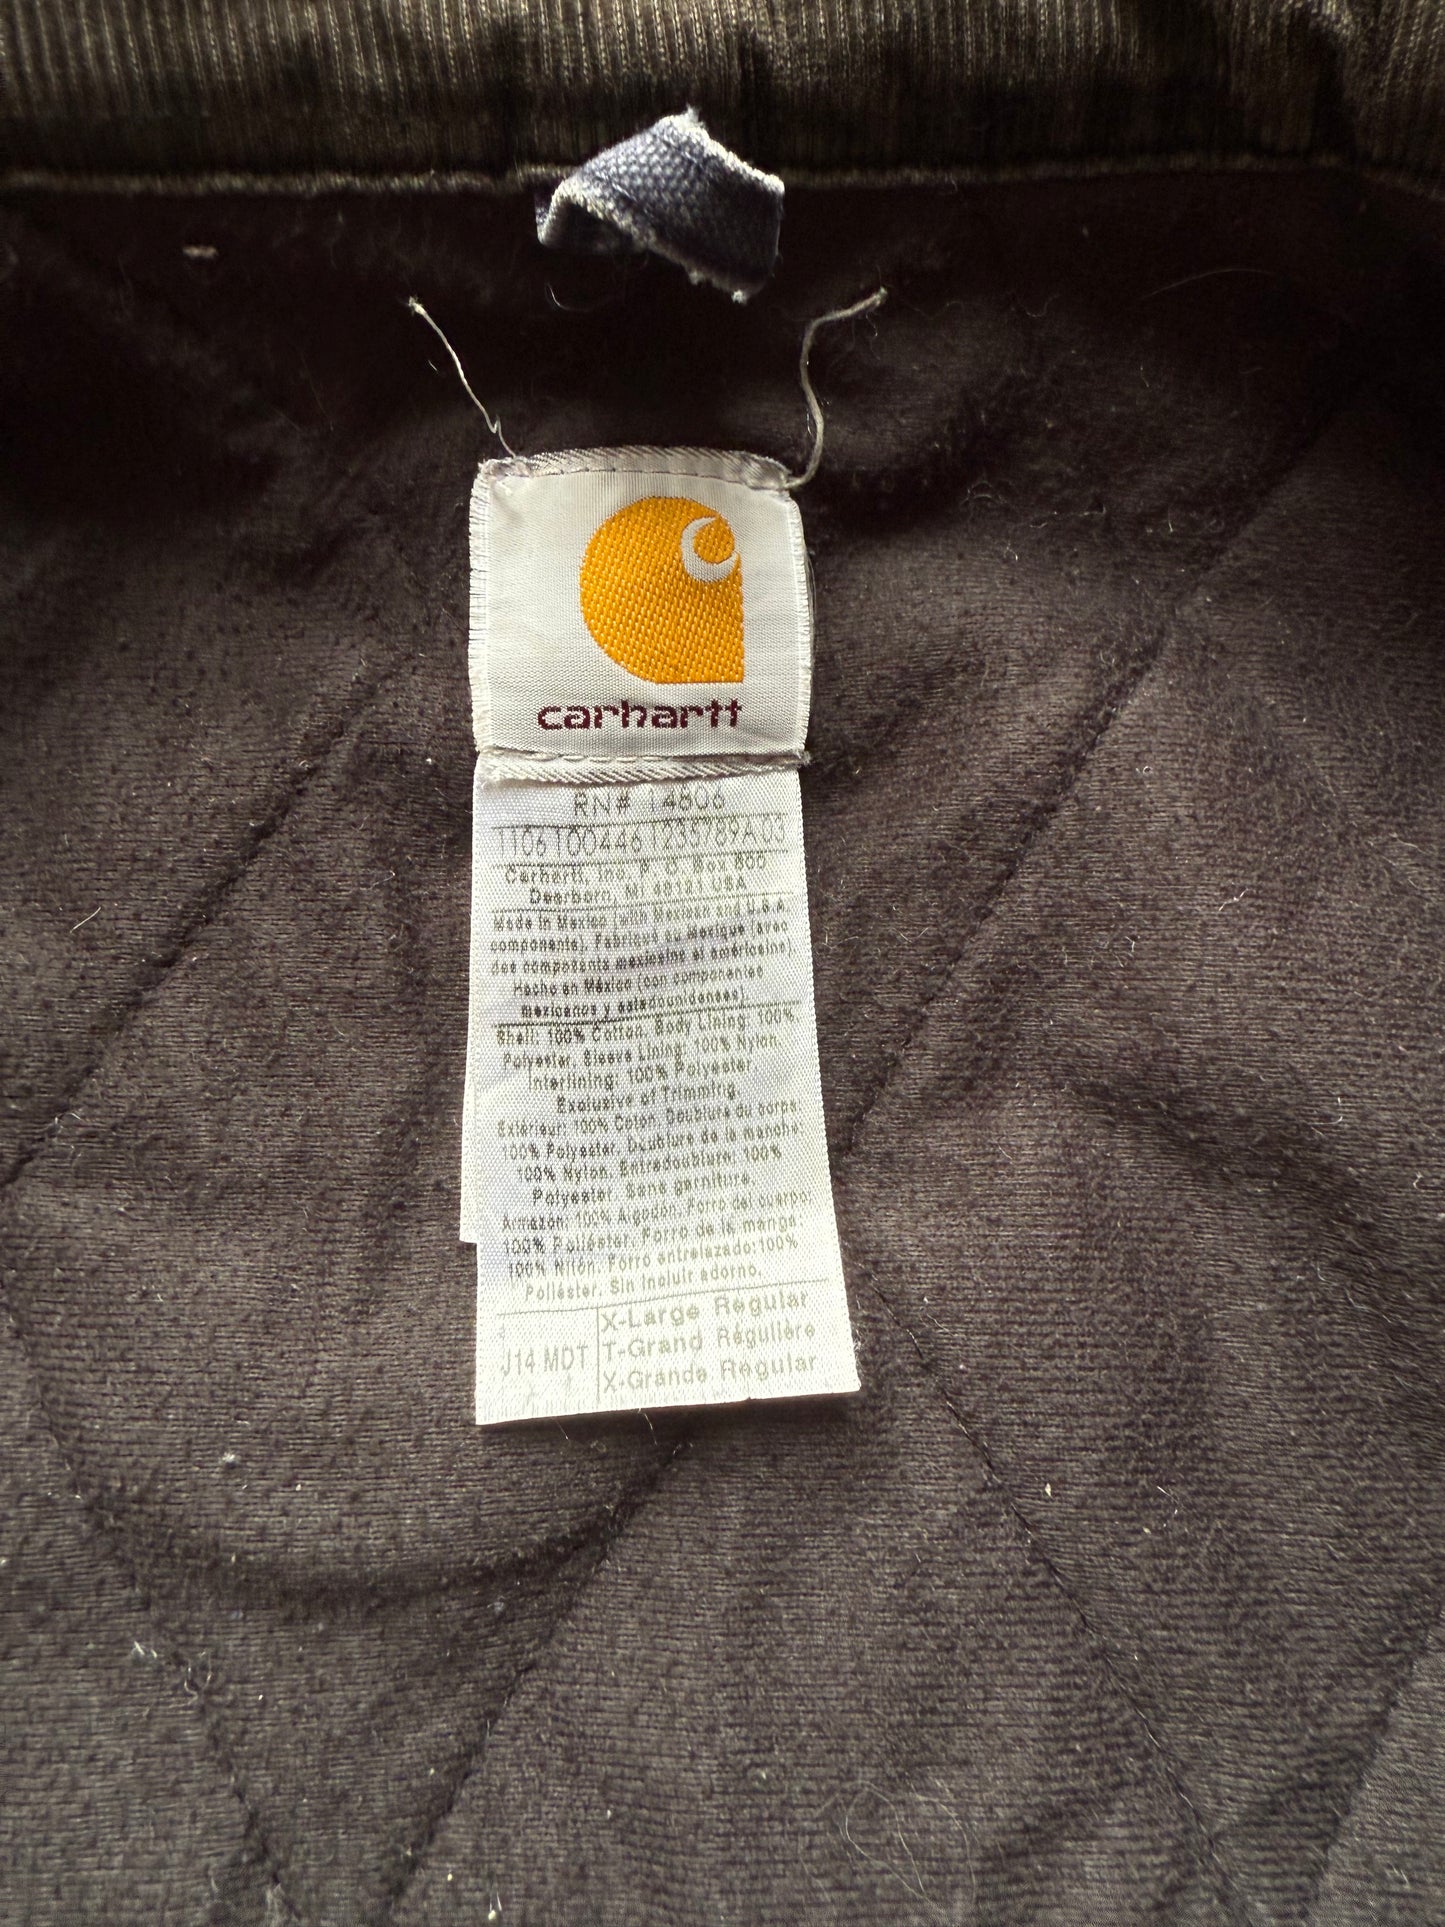 carhartt
RN# 14806
1106 100446 1235789A 03
Carhartt, Inc. P. O. Box 600
Dearborn, MI 48121 USA
Made in Mexico (with Mexican and U.S.A
components). Fabriqué au Mexique (avec
des composants mexicains et américains).
Hecho en México (con componentes
mexicanos y estadounidenses)
Shell: 100% Cotton. Body Lining: 100%
Polyester. Sleeve Lining: 100% Nylon.
Interlining: 100% Polyester
Exclusive of Trimming.
Extérieur: 100% Coton. Doublure du corps:
100% Polyester. Doublure de la manche
100% Nylon. Entredoublure: 100%
Polyester. Sans garniture.
Armazón: 100% Algodón. Forro del cuerpo:
100% Poliéster. Forro de la manga:
100% Nilón. Forro entrelazado:100%
Poliéster. Sin incluir adorno.
J14 MDT
X-Large Regular
T-Grand Régulière
X-Grande Regular